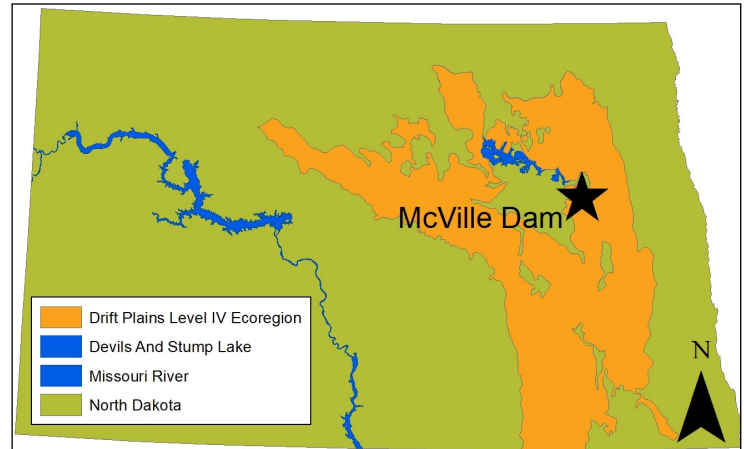 McVille Dam
Drift Plains Level IV Ecoregion
Devils And Stump Lake
Missouri River
North Dakota
N